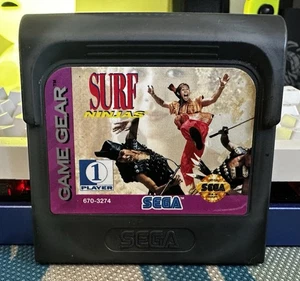 SURF
NINJAS
GAME GEAR
1
PLAYER
670-3274
SEGA
SEGA
SEGA